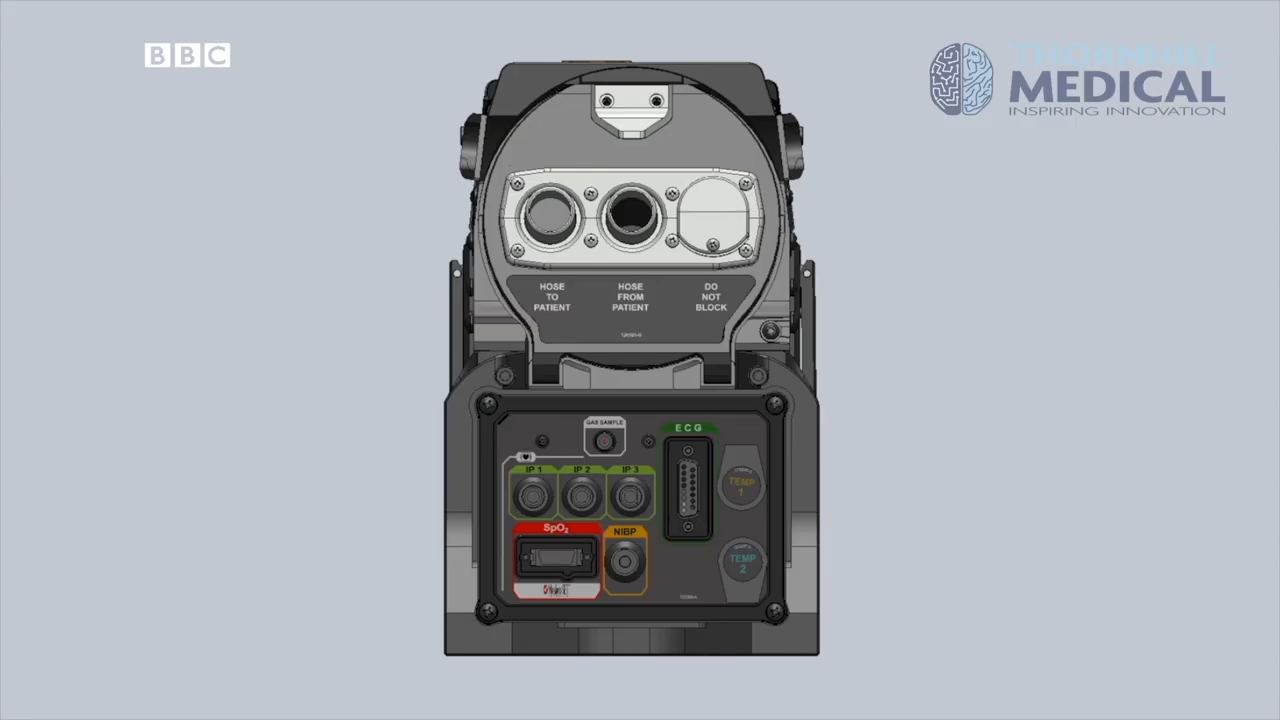 BBC
THORNHILL
MEDICAL
INSPIRING INNOVATION
HOSE
TO
PATIENT
HOSE
FROM
PATIENT
DO
NOT
BLOCK
GAS SAMPLE
ECG
IP 1
IP 2
IP 3
TEMP
1
SpO2
NIBP
TEMP
2